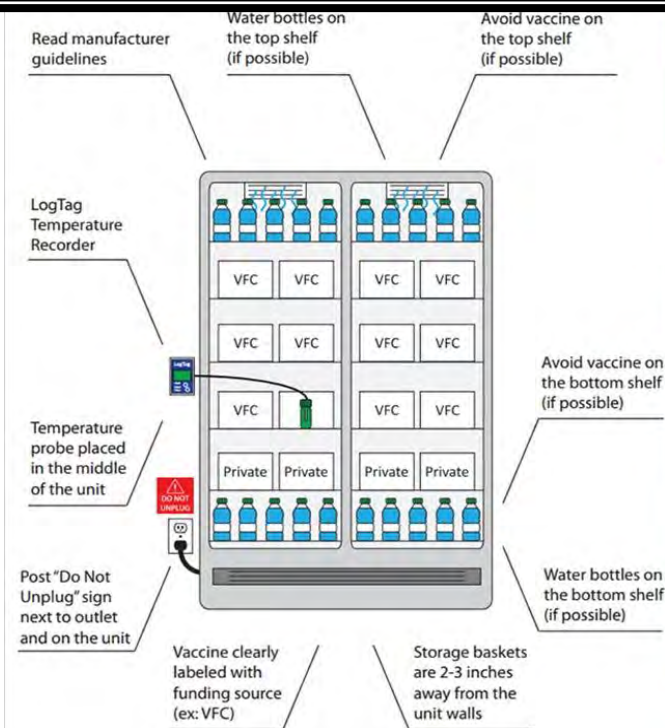 Water bottles on
the top shelf
(if possible)
Avoid vaccine on
the top shelf
(if possible)
Read manufacturer
guidelines
LogTag
Temperature
Recorder
VFC VFC VFC VFC
VFC VFC VFC VFC
LogTag
VFC VFC VFC
Avoid vaccine on
the bottom shelf
(if possible)
Temperature
probe placed
in the middle
of the unit
Private Private Private Private
DO NOT
UNPLUG
Post "Do Not
Unplug" sign
next to outlet
and on the unit
Water bottles on
the bottom shelf
(if possible)
Vaccine clearly
labeled with
funding source
(ex: VFC)
Storage baskets
are 2-3 inches
away from the
unit walls